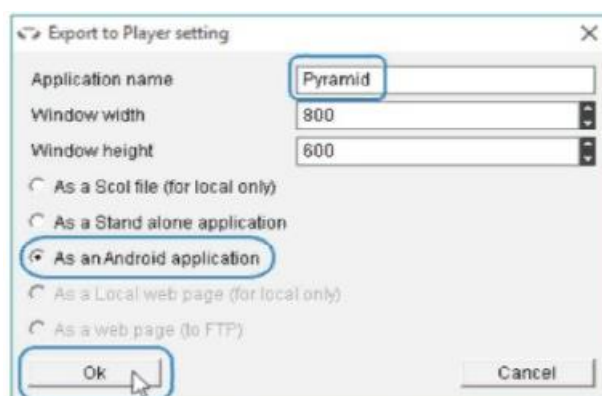 Export to Player setting
Application name Pyramid
Window width 800
Window height 600
As a Scol file (for local only)
As a Stand alone application
As an Android application
As a Local web page (for local only)
As a web page (to FTP)
Ok Cancel